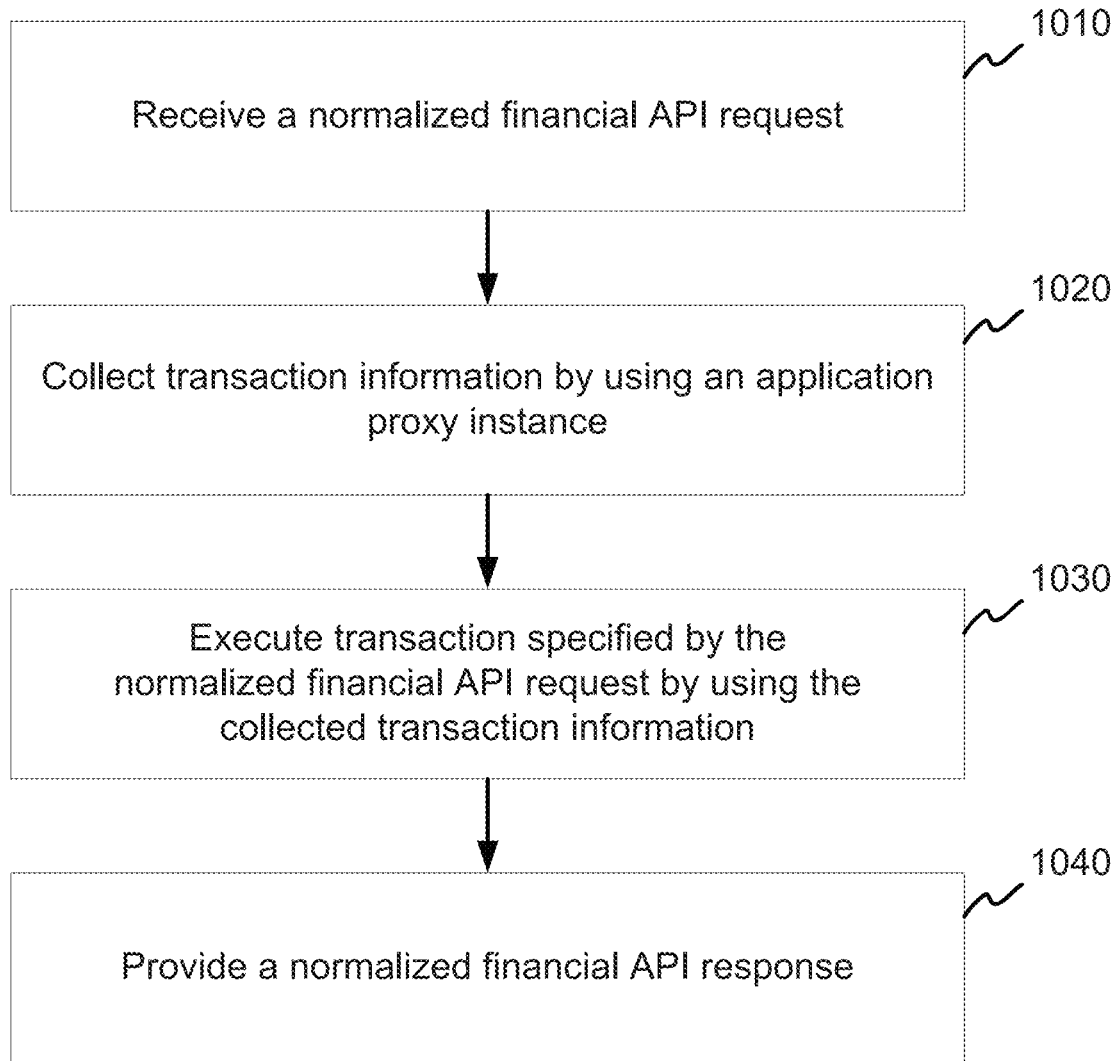 1010
Receive a normalized financial API request
1020
Collect transaction information by using an application
proxy instance
1030
Execute transaction specified by the
normalized financial API request by using the
collected transaction information
1040
Provide a normalized financial API response